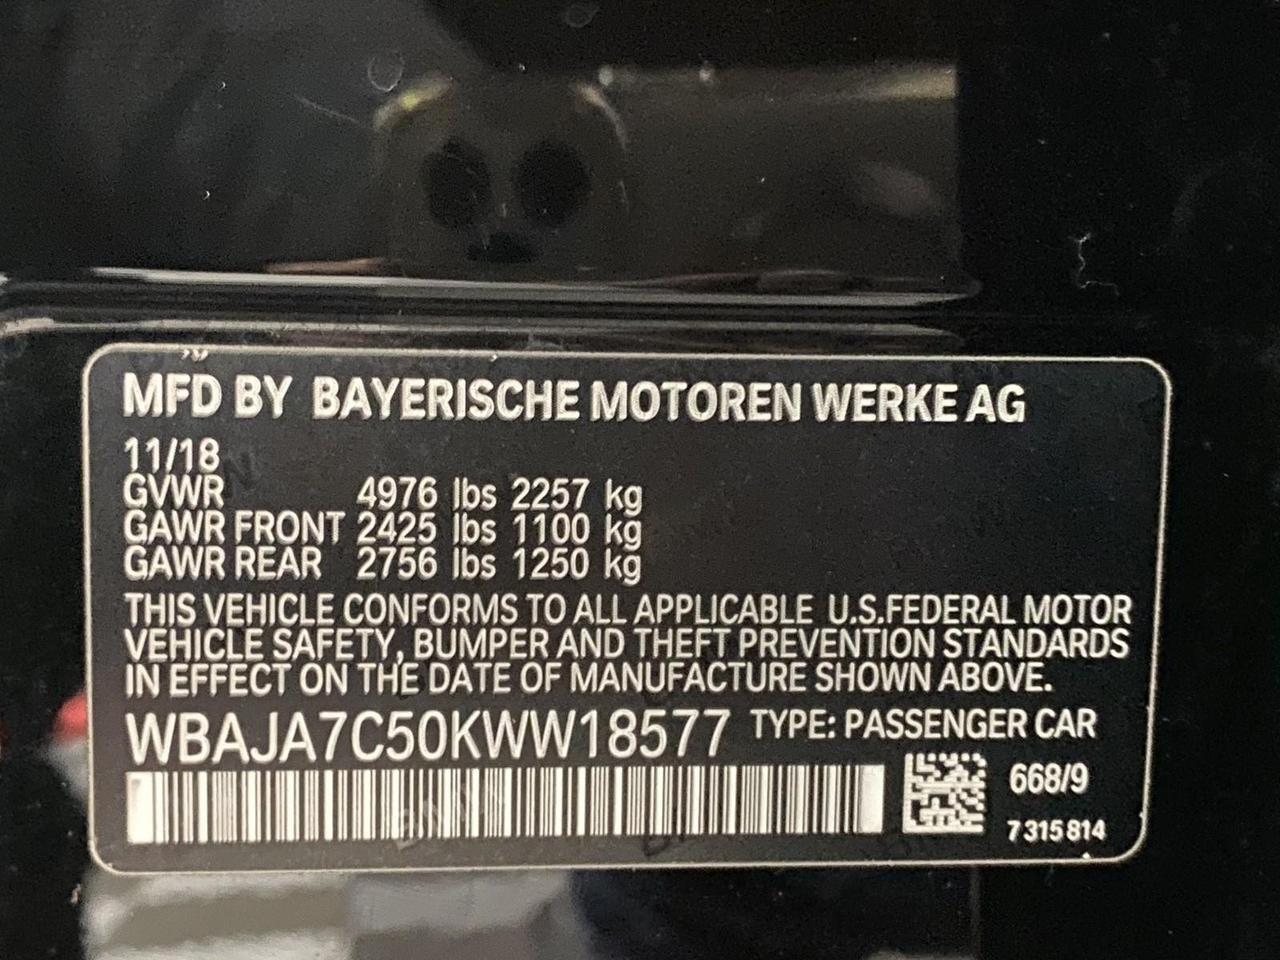 MFD BY BAYERISCHE MOTOREN WERKE AG
11/18
GVWR 4976 lbs 2257 kg
GAWR FRONT 2425 lbs 1100 kg
GAWR REAR 2756 lbs 1250 kg
THIS VEHICLE CONFORMS TO ALL APPLICABLE U.S.FEDERAL MOTOR
VEHICLE SAFETY, BUMPER AND THEFT PREVENTION STANDARDS
IN EFFECT ON THE DATE OF MANUFACTURE SHOWN ABOVE.
WBAJA7C50KWW18577 TYPE: PASSENGER CAR
668/9
7315814